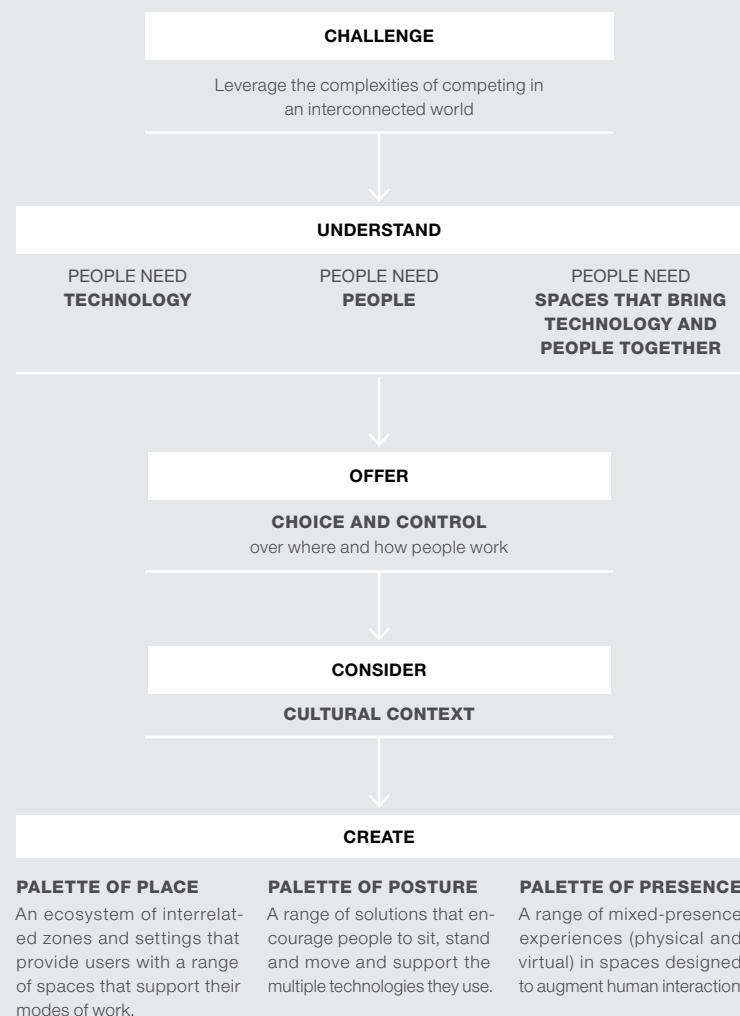 CHALLENGE
Leverage the complexities of competing in
an interconnected world
UNDERSTAND
PEOPLE NEED
TECHNOLOGY
PEOPLE NEED
PEOPLE
PEOPLE NEED
SPACES THAT BRING
TECHNOLOGY AND
PEOPLE TOGETHER
OFFER
CHOICE AND CONTROL
over where and how people work
CONSIDER
CULTURAL CONTEXT
CREATE
PALETTE OF PLACE
An ecosystem of interrelat-
ed zones and settings that
provide users with a range
of spaces that support their
modes of work.
PALETTE OF POSTURE
A range of solutions that en-
courage people to sit, stand
and move and support the
multiple technologies they use.
PALETTE OF PRESENCE
A range of mixed-presence
experiences (physical and
virtual) in spaces designed
to augment human interaction